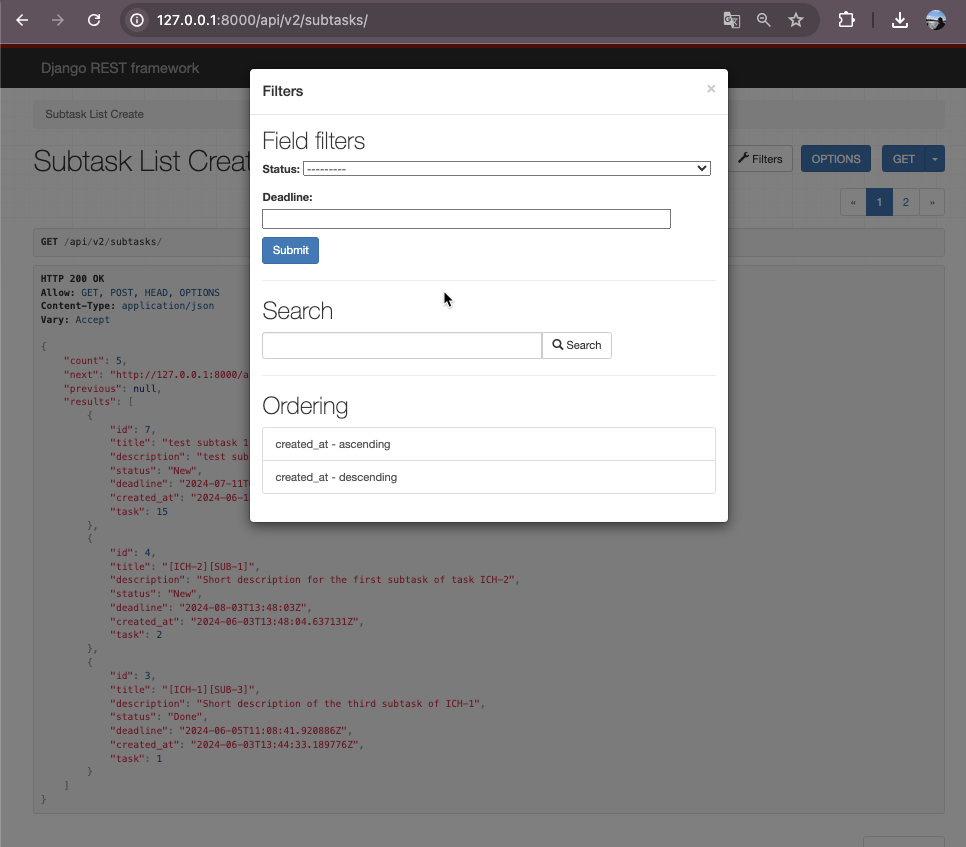 127.0.0.1:8000/api/v2/subtasks/
Django REST framework
Filters
×
Subtask List Create
Field filters
Subtask List Creat
Filters
OPTIONS
GET
Status: ---------
Deadline:
« 1 2 »
GET /api/v2/subtasks/
Submit
HTTP 200 OK
Allow: GET, POST, HEAD, OPTIONS
Content-Type: application/json
Vary: Accept
Search
Search
{
"count": 5,
"next": "http://127.0.0.1:8000/a
"previous": null,
"results": [
Ordering
{
"id": 7,
"title": "test subtask 1
"description": "test sub
"status": "New",
"deadline": "2024-07-11T
"created_at": "2024-06-1
"task": 15
created_at - ascending
created_at - descending
},
{
"id": 4,
"title": "[ICH-2][SUB-1]",
"description": "Short description for the first subtask of task ICH-2",
"status": "New",
"deadline": "2024-08-03T13:48:03Z",
"created_at": "2024-06-03T13:48:04.637131Z",
"task": 2
},
{
"id": 3,
"title": "[ICH-1][SUB-3]",
"description": "Short description of the third subtask of ICH-1",
"status": "Done",
"deadline": "2024-06-05T11:08:41.920886Z",
"created_at": "2024-06-03T13:44:33.189776Z",
"task": 1
}
]
}